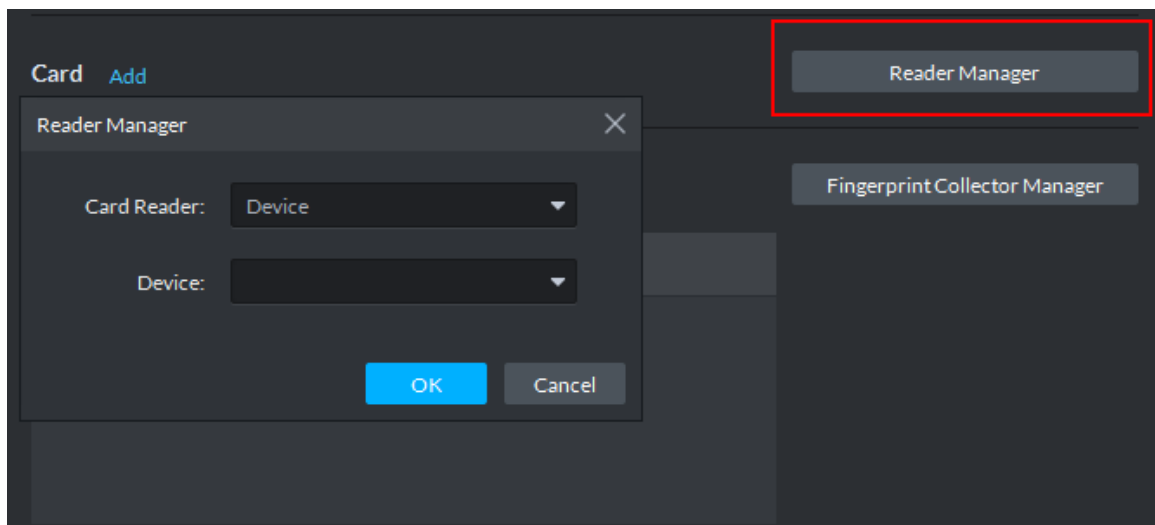 Card Add
Reader Manager
Reader Manager
Card Reader: Device
Fingerprint Collector Manager
Device:
OK Cancel